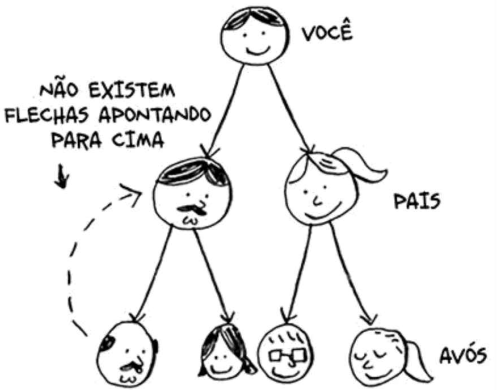 VOCÊ
NÃO EXISTEM
FLECHAS APONTANDO
PARA CIMA
PAIS
AVÓS